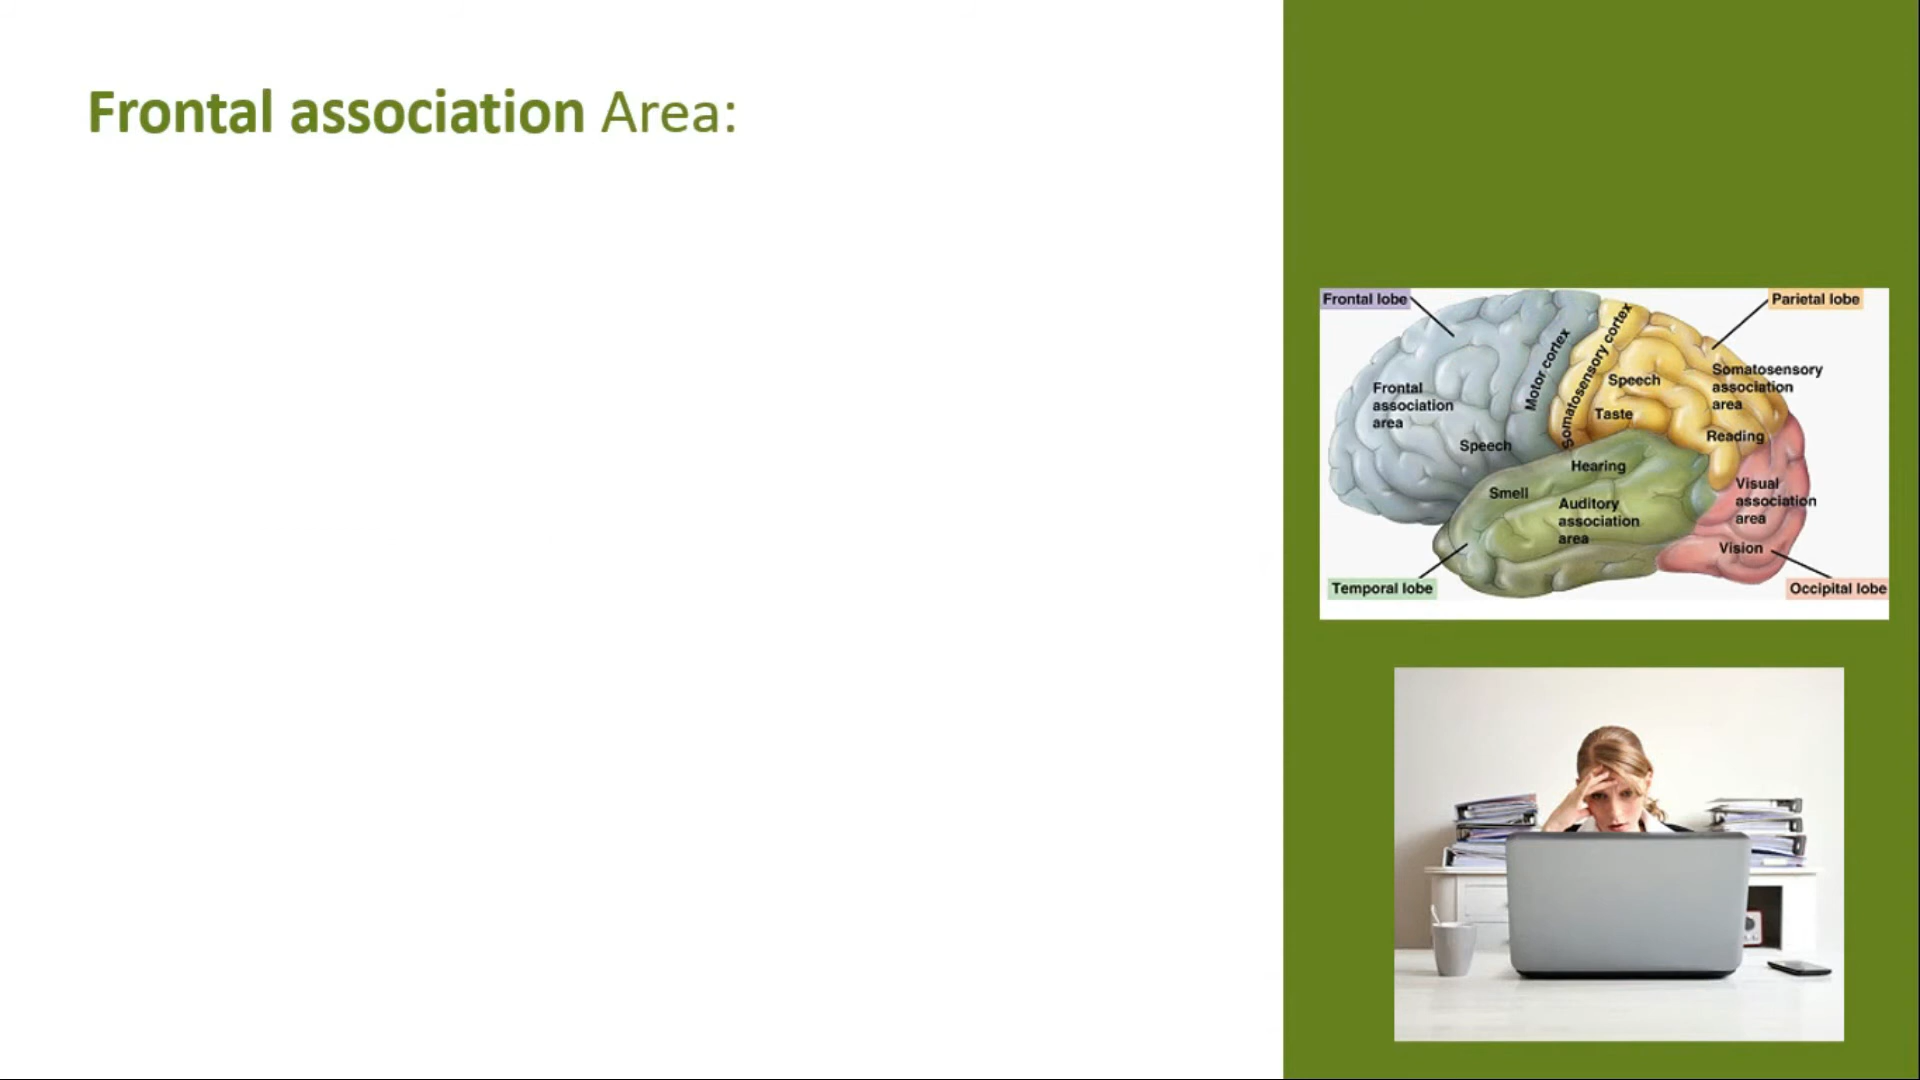 Frontal association Area:
Frontal lobe
Parietal lobe
Motor cortex
Somatosensory cortex
Frontal
association
area
Speech
Speech
Taste
Somatosensory
association
area
Reading
Hearing
Smell
Auditory
association
area
Visual
association
area
Vision
Temporal lobe
Occipital lobe